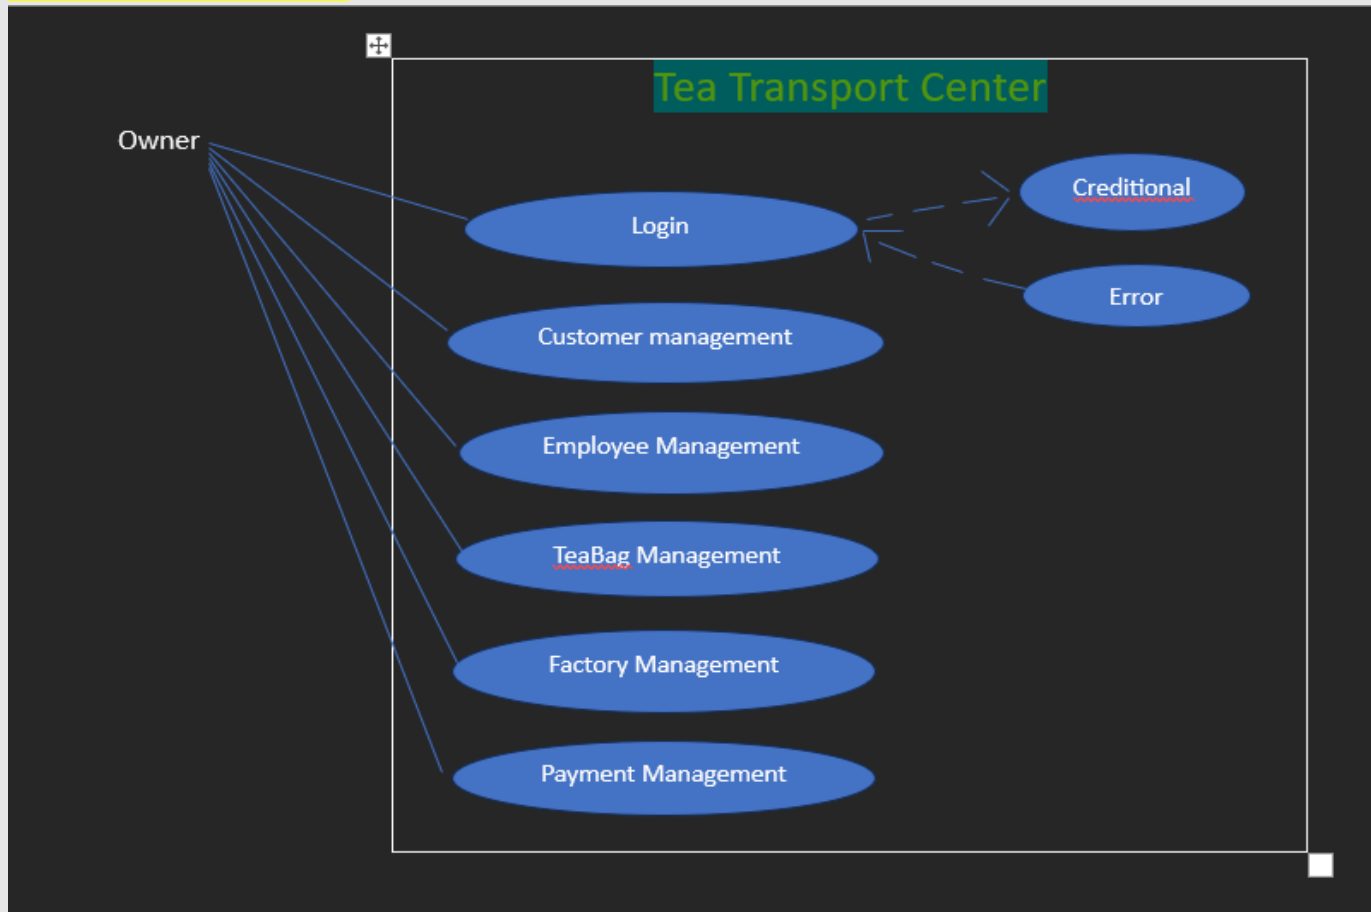 Tea Transport Center
Owner
Login
Creditional
Error
Customer management
Employee Management
TeaBag Management
Factory Management
Payment Management